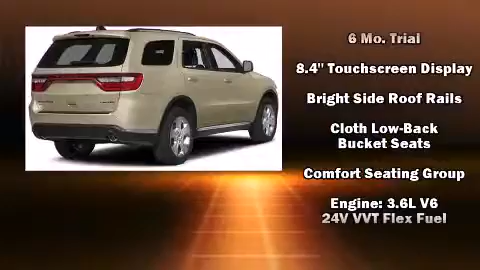 6 Mo. Trial
8.4" Touchscreen Display
Bright Side Roof Rails
Cloth Low-Back
Bucket Seats
Comfort Seating Group
Engine: 3.6L V6
24V VVT Flex Fuel